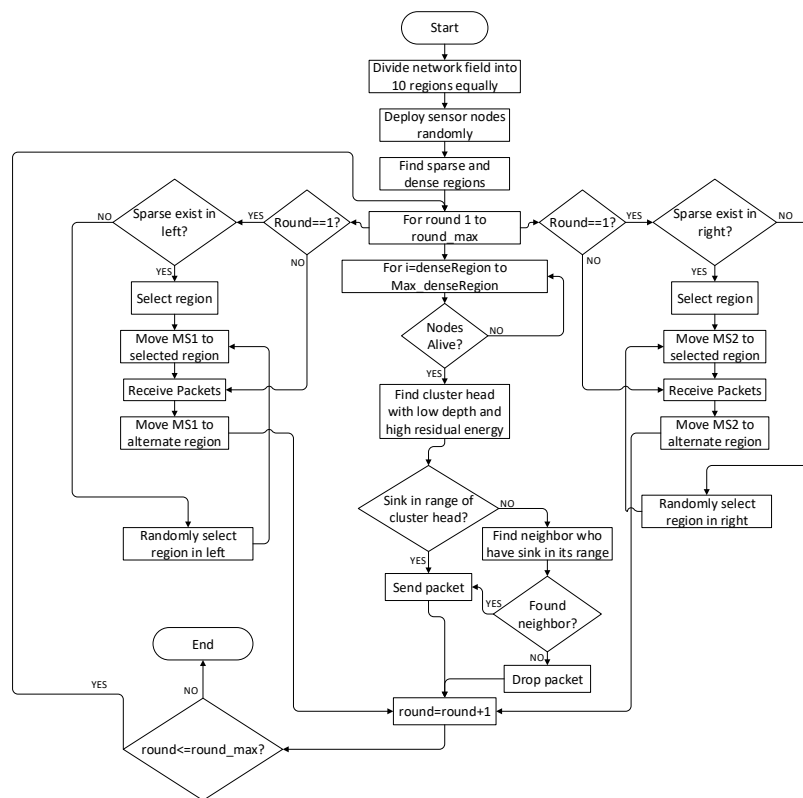 Start
Divide network field into
10 regions equally
Deploy sensor nodes
randomly
Find sparse and
dense regions
For round 1 to
round_max
Round==1?
YES
NO
Sparse exist in
left?
NO
YES
Select region
Move MS1 to
selected region
Receive Packets
Move MS1 to
alternate region
Randomly select
region in left
Round==1?
YES
NO
Sparse exist in
right?
NO
YES
Select region
Move MS2 to
selected region
Receive Packets
Move MS2 to
alternate region
Randomly select
region in right
For i=denseRegion to
Max_denseRegion
Nodes
Alive?
NO
YES
Find cluster head
with low depth and
high residual energy
Sink in range of
cluster head?
NO
YES
Find neighbor who
have sink in its range
Send packet
YES
Found
neighbor?
NO
Drop packet
round=round+1
round<=round_max?
YES
NO
End